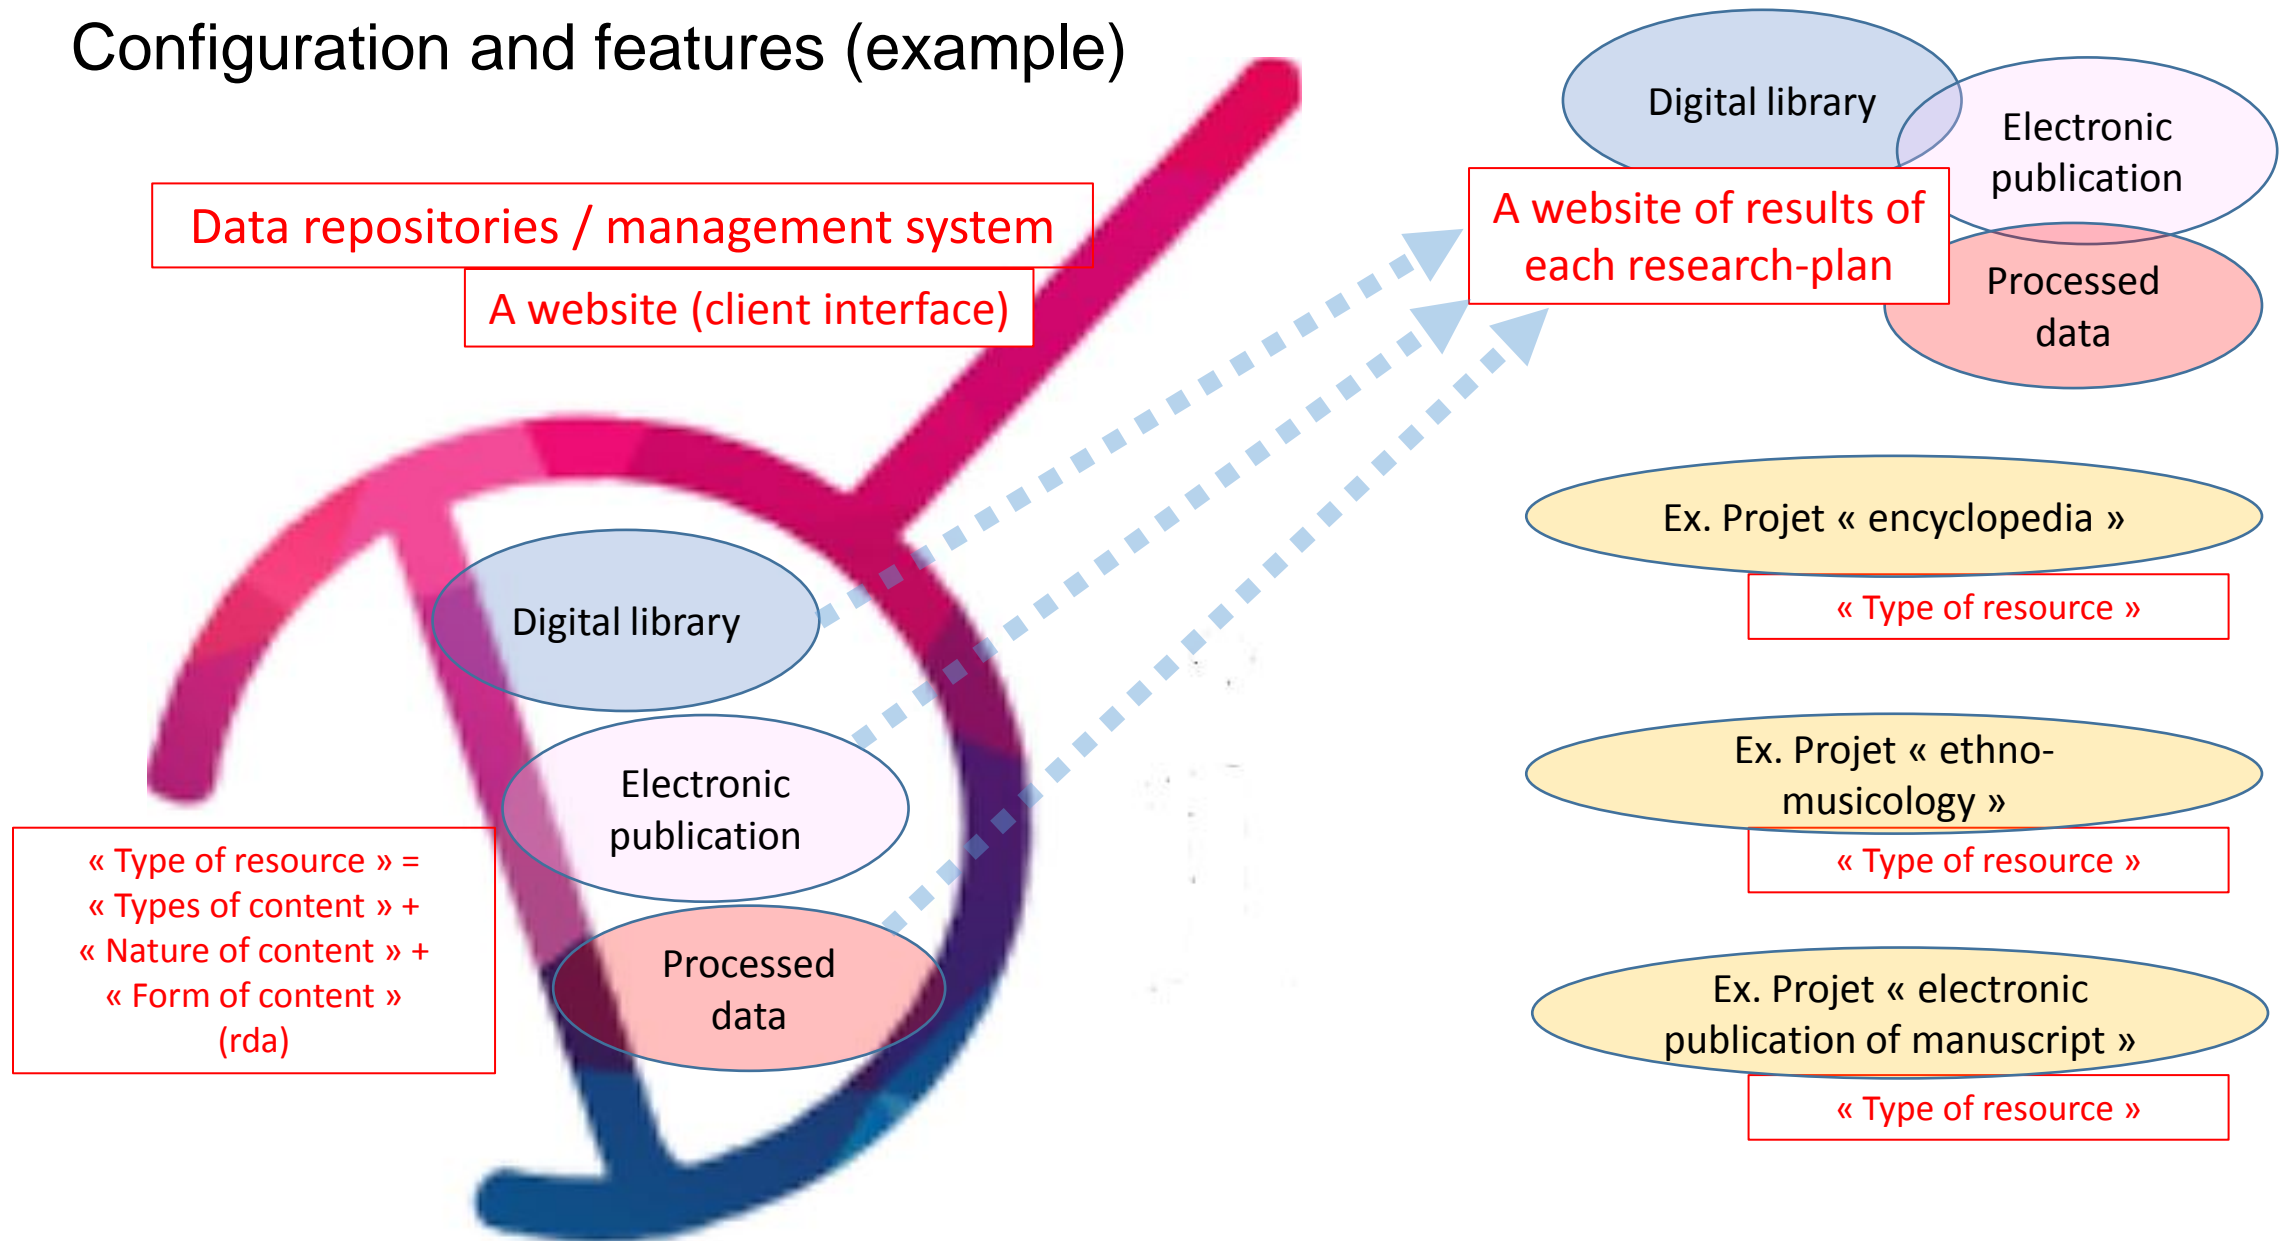 Configuration and features (example)
Data repositories / management system
A website (client interface)
Digital library
Electronic
publication
Processed
data
« Type of resource » =
« Types of content » +
« Nature of content » +
« Form of content »
(rda)
Digital library
Electronic
publication
A website of results of
each research-plan
Processed
data
Ex. Projet « encyclopedia »
« Type of resource »
Ex. Projet « ethno-
musicology »
« Type of resource »
Ex. Projet « electronic
publication of manuscript »
« Type of resource »